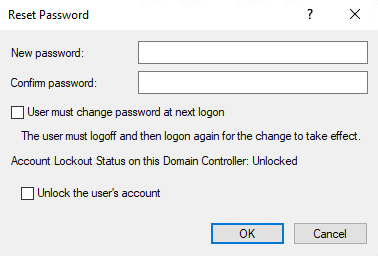 Reset Password
New password:
Confirm password:
User must change password at next logon
The user must logoff and then logon again for the change to take effect.
Account Lockout Status on this Domain Controller: Unlocked
Unlock the user's account
OK Cancel